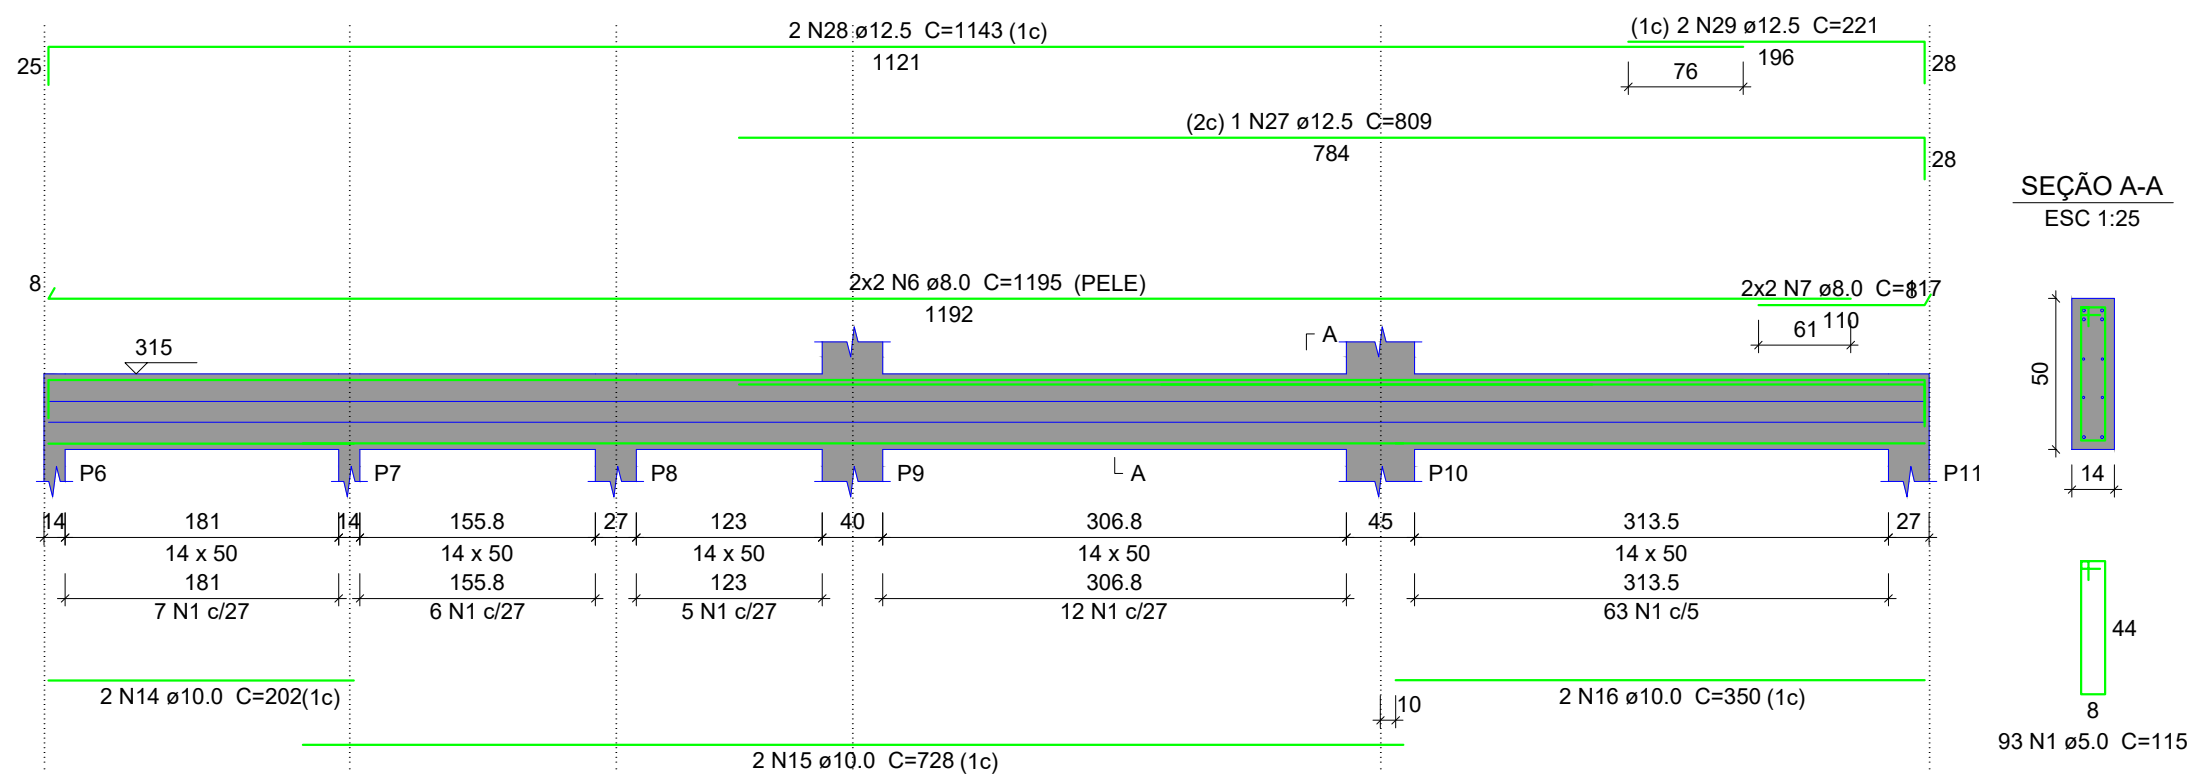 2 N28 ø12.5 C=1143 (1c)
(1c) 2 N29 ø12.5 C=221
25
1121
196
28
76
(2c) 1 N27 ø12.5 C=809
784
28
SEÇÃO A-A
ESC 1:25
8
2x2 N6 ø8.0 C=1195 (PELE)
2x2 N7 ø8.0 C=117
8
1192
110
61
A
315
50
P6
P7
P8
P9
A
P10
P11
14
14 181 14 155.8 27 123 40 306.8 45 313.5 27
14 x 50 14 x 50 14 x 50 14 x 50 14 x 50
181 155.8 123 306.8 313.5
7 N1 c/27 6 N1 c/27 5 N1 c/27 12 N1 c/27 63 N1 c/5
44
2 N14 ø10.0 C=202(1c)
10
2 N16 ø10.0 C=350 (1c)
8
93 N1 ø5.0 C=115
2 N15 ø10.0 C=728 (1c)